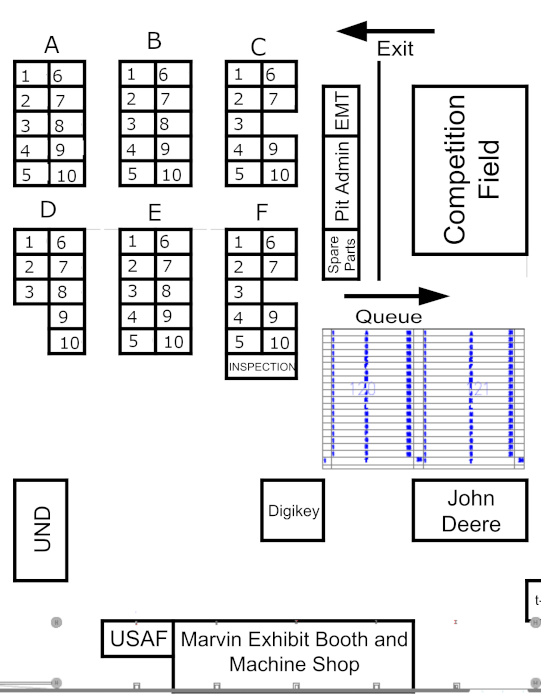 Exit
A B C
1 6 1 6 1 6
2 7 2 7 2 7
3 8 3 8 3
4 9 4 9 4 9
5 10 5 10 5 10
EMT
Pit Admin
Spare
Parts
Competition
Field
D E F
1 6 1 6 1 6
2 7 2 7 2 7
3 8 3 8 3
9 4 9 4 9
10 5 10 5 10
INSPECTION
Queue
120 121
UND
Digikey
John
Deere
t-
USAF
Marvin Exhibit Booth and
Machine Shop